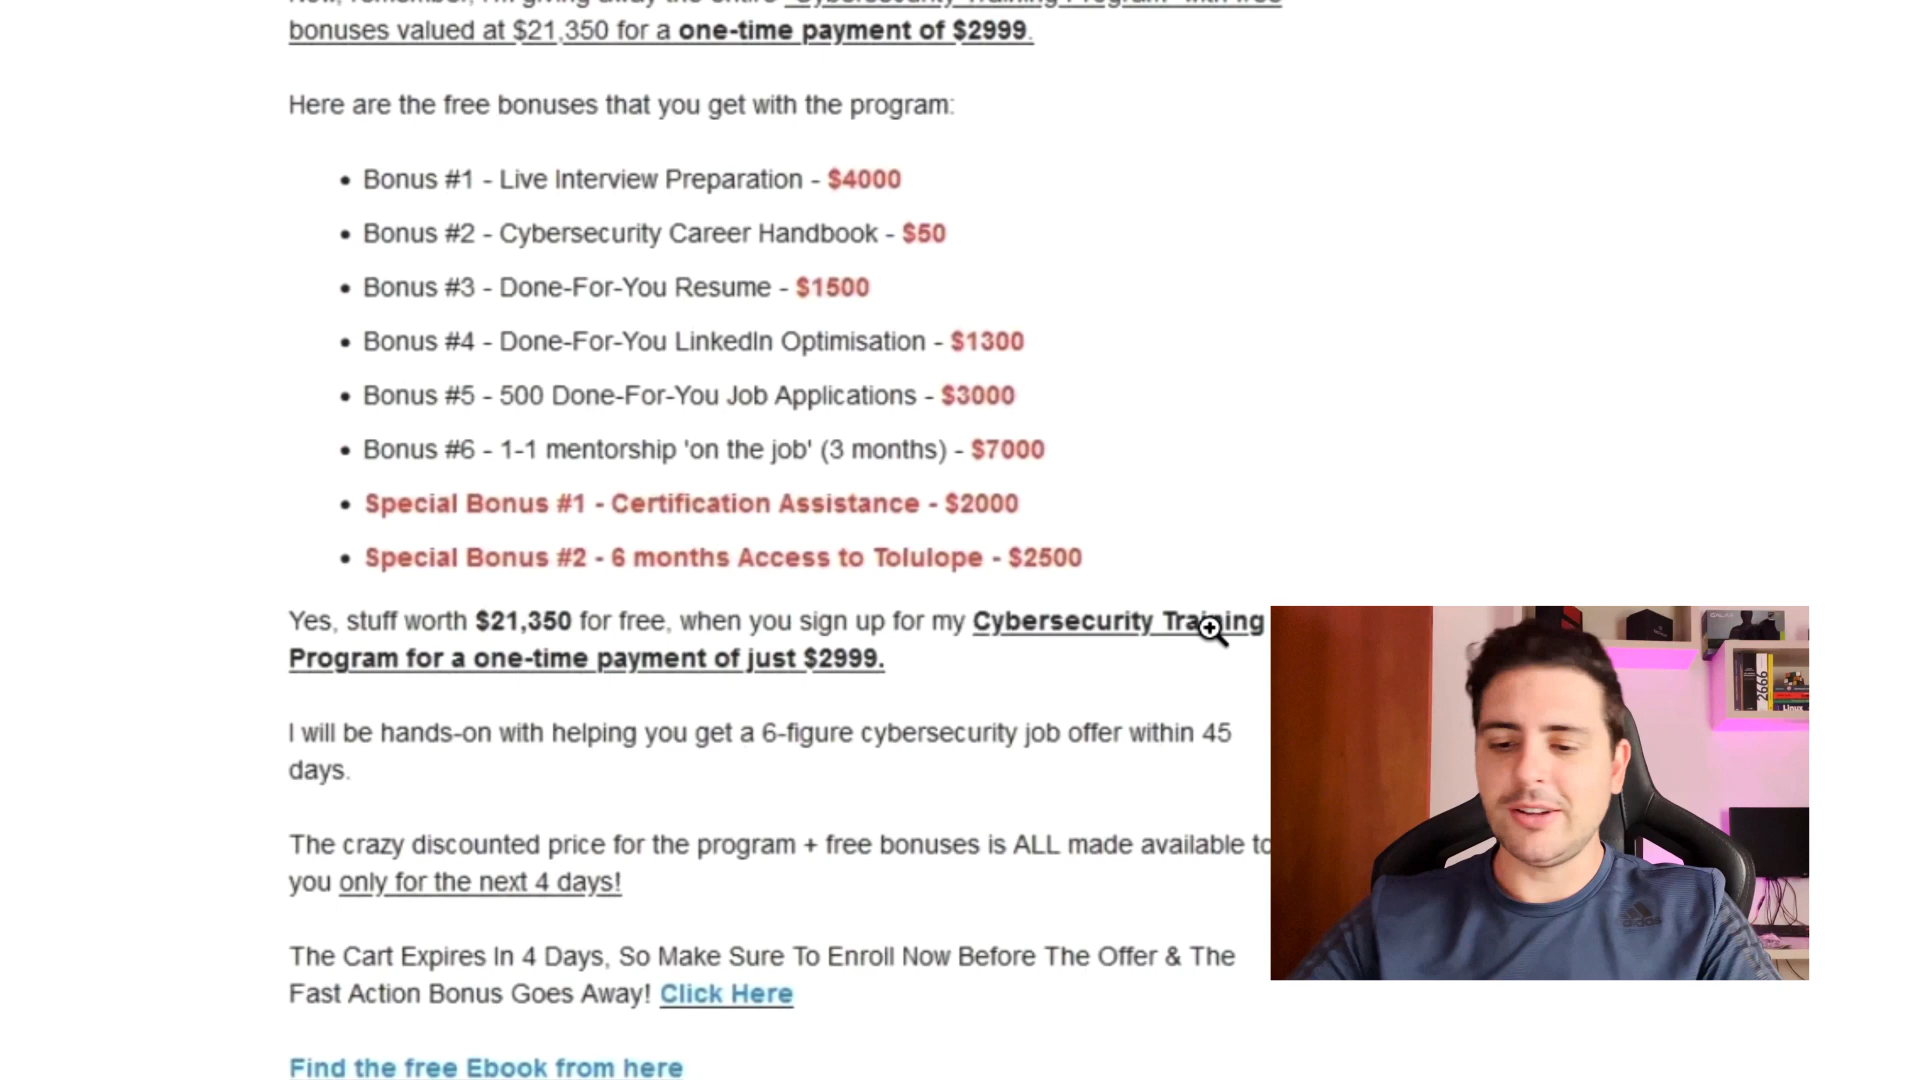 bonuses valued at $21,350 for a one-time payment of $2999.
Here are the free bonuses that you get with the program:
• Bonus #1 - Live Interview Preparation - $4000
• Bonus #2 - Cybersecurity Career Handbook - $50
• Bonus #3 - Done-For-You Resume - $1500
• Bonus #4 - Done-For-You LinkedIn Optimisation - $1300
• Bonus #5 - 500 Done-For-You Job Applications - $3000
• Bonus #6 - 1-1 mentorship 'on the job' (3 months) - $7000
• Special Bonus #1 - Certification Assistance - $2000
• Special Bonus #2 - 6 months Access to Tolulope - $2500
Yes, stuff worth $21,350 for free, when you sign up for my Cybersecurity Training
Program for a one-time payment of just $2999.
I will be hands-on with helping you get a 6-figure cybersecurity job offer within 45
days.
The crazy discounted price for the program + free bonuses is ALL made available to
you only for the next 4 days!
The Cart Expires In 4 Days, So Make Sure To Enroll Now Before The Offer & The
Fast Action Bonus Goes Away! Click Here
Find the free Ebook from here
2666
Linux
adidas